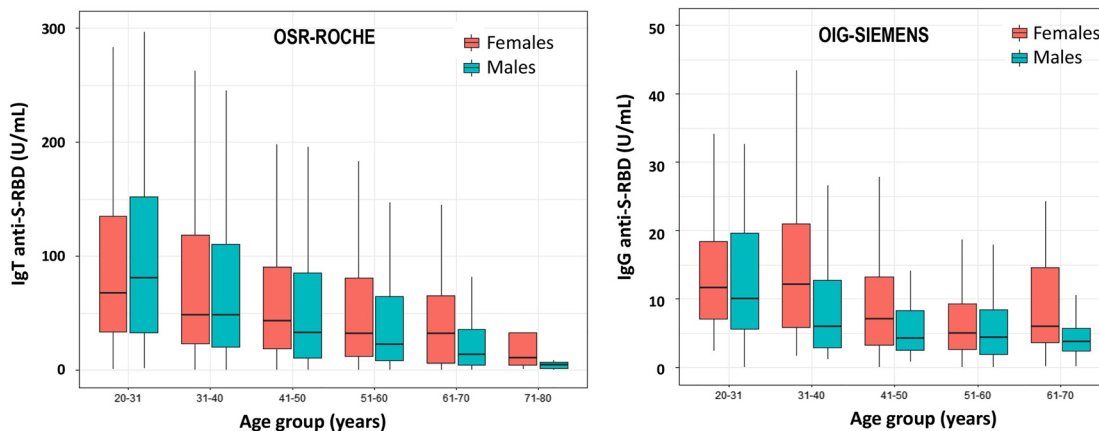 OSR-ROCHE
Females
Males
IgT anti-S-RBD (U/mL)
300
200
100
0
20-31
31-40
41-50
51-60
61-70
71-80
Age group (years)
OIG-SIEMENS
Females
Males
IgG anti-S-RBD (U/mL)
50
40
30
20
10
0
20-31
31-40
41-50
51-60
61-70
Age group (years)